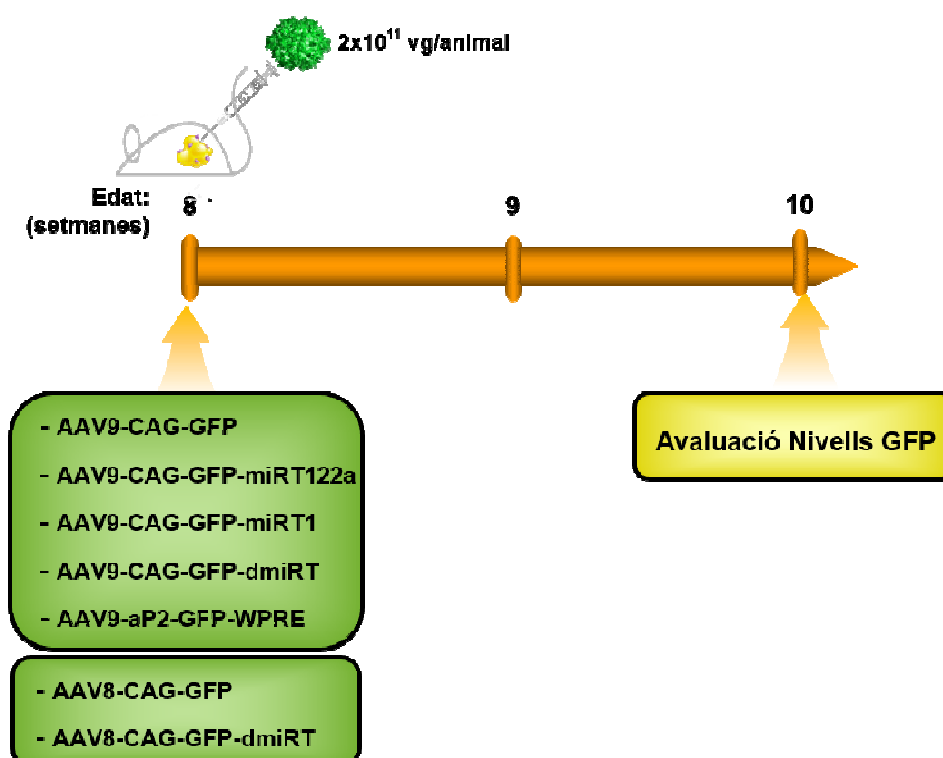 2x10¹¹ vg/animal
Edat:
(setmanes)
8 9 10
- AAV9-CAG-GFP
- AAV9-CAG-GFP-miRT122a
- AAV9-CAG-GFP-miRT1
- AAV9-CAG-GFP-dmiRT
- AAV9-aP2-GFP-WPRE
- AAV8-CAG-GFP
- AAV8-CAG-GFP-dmiRT
Avaluació Nivells GFP